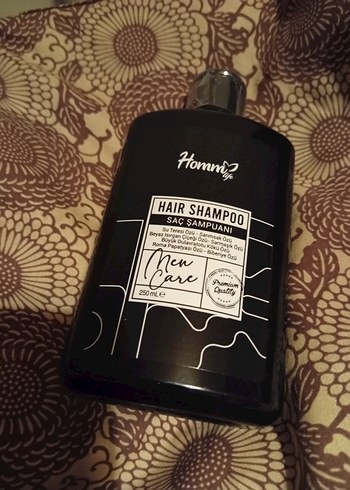 Homm
life
HAIR SHAMPOO
SAÇ ŞAMPUANI
Su Teresi Özü - Sarımsak Özü
Beyaz Isırgan Çiçeği Özü - Sarmaşık Özü
Büyük Dulavratotu Kökü Özü
Roma Papatyası Özü - Biberiye Özü
Men
Care
Premium
Quality
250 mL ℮